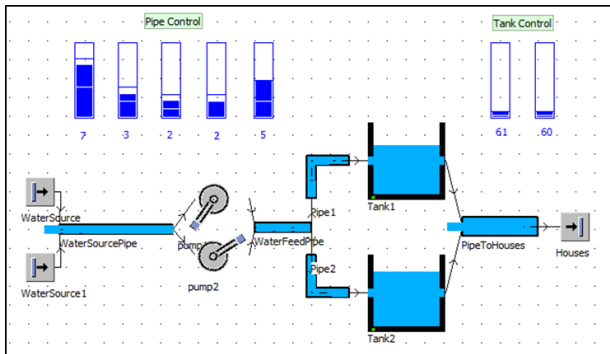 Pipe Control
Tank Control
7
3
2
2
5
61
60
WaterSource
WaterSourcePipe
WaterSource1
pump2
WaterFeedPipe
Pipe1
Pipe2
Tank1
Tank2
PipeToHouses
Houses